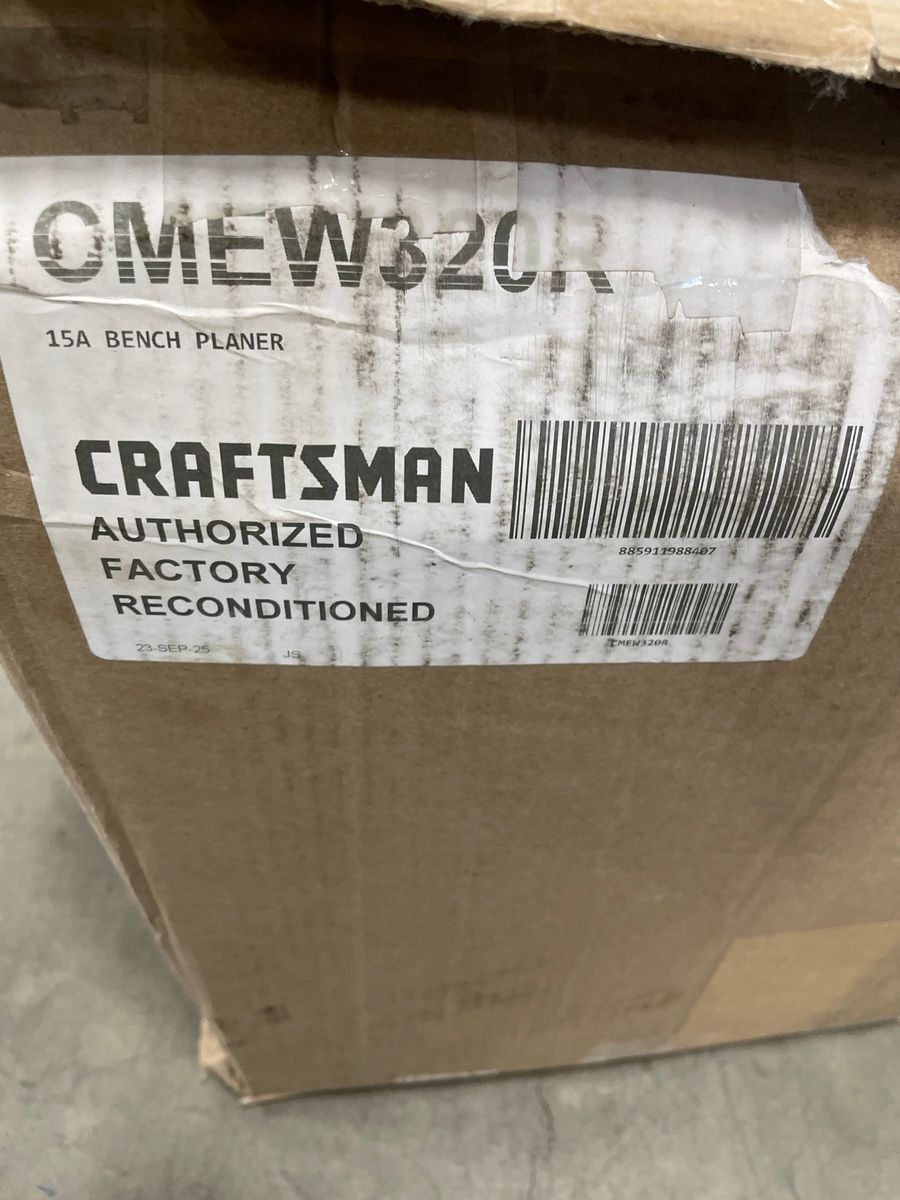 CMEW320R
15A BENCH PLANER
CRAFTSMAN
AUTHORIZED
FACTORY
RECONDITIONED
885911988407
CMEW320R
23-SEP-25 JS